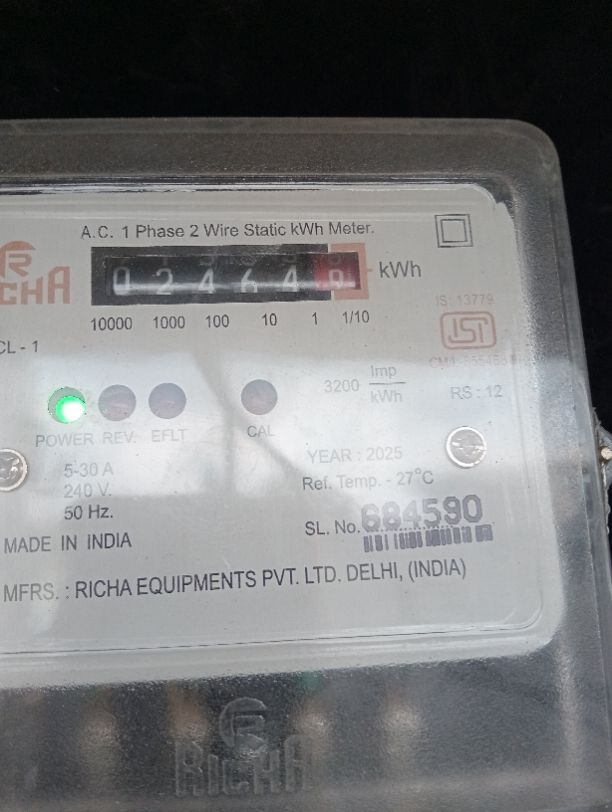 A.C. 1 Phase 2 Wire Static kWh Meter.
RICHA
0 2 4 6 4 kWh
10000 1000 100 10 1 1/10
IS: 13779
ISI
CL - 1
3200 Imp/kWh
RS : 12
POWER REV. EFLT CAL
5-30 A
240 V.
50 Hz.
YEAR : 2025
Ref. Temp. - 27°C
SL. No. 684590
MADE IN INDIA
MFRS. : RICHA EQUIPMENTS PVT. LTD. DELHI, (INDIA)
RICHA